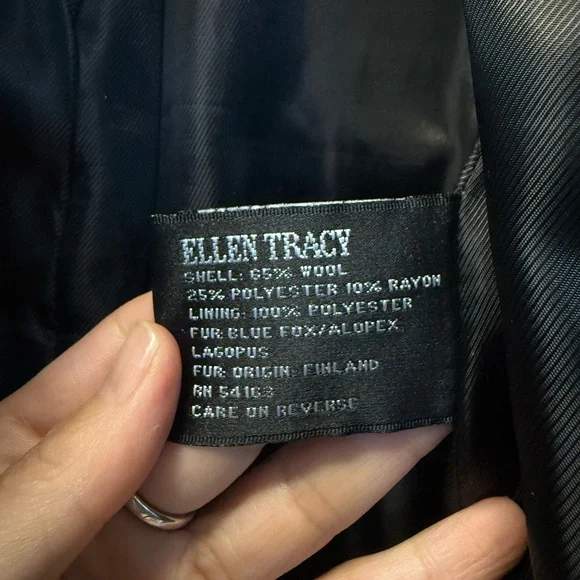 ELLEN TRACY
SHELL: 65% WOOL
25% POLYESTER 10% RAYON
LINING: 100% POLYESTER
FUR: BLUE FOX/ALOPEX
LAGOPUS
FUR: ORIGIN: FINLAND
RN 54163
CARE ON REVERSE